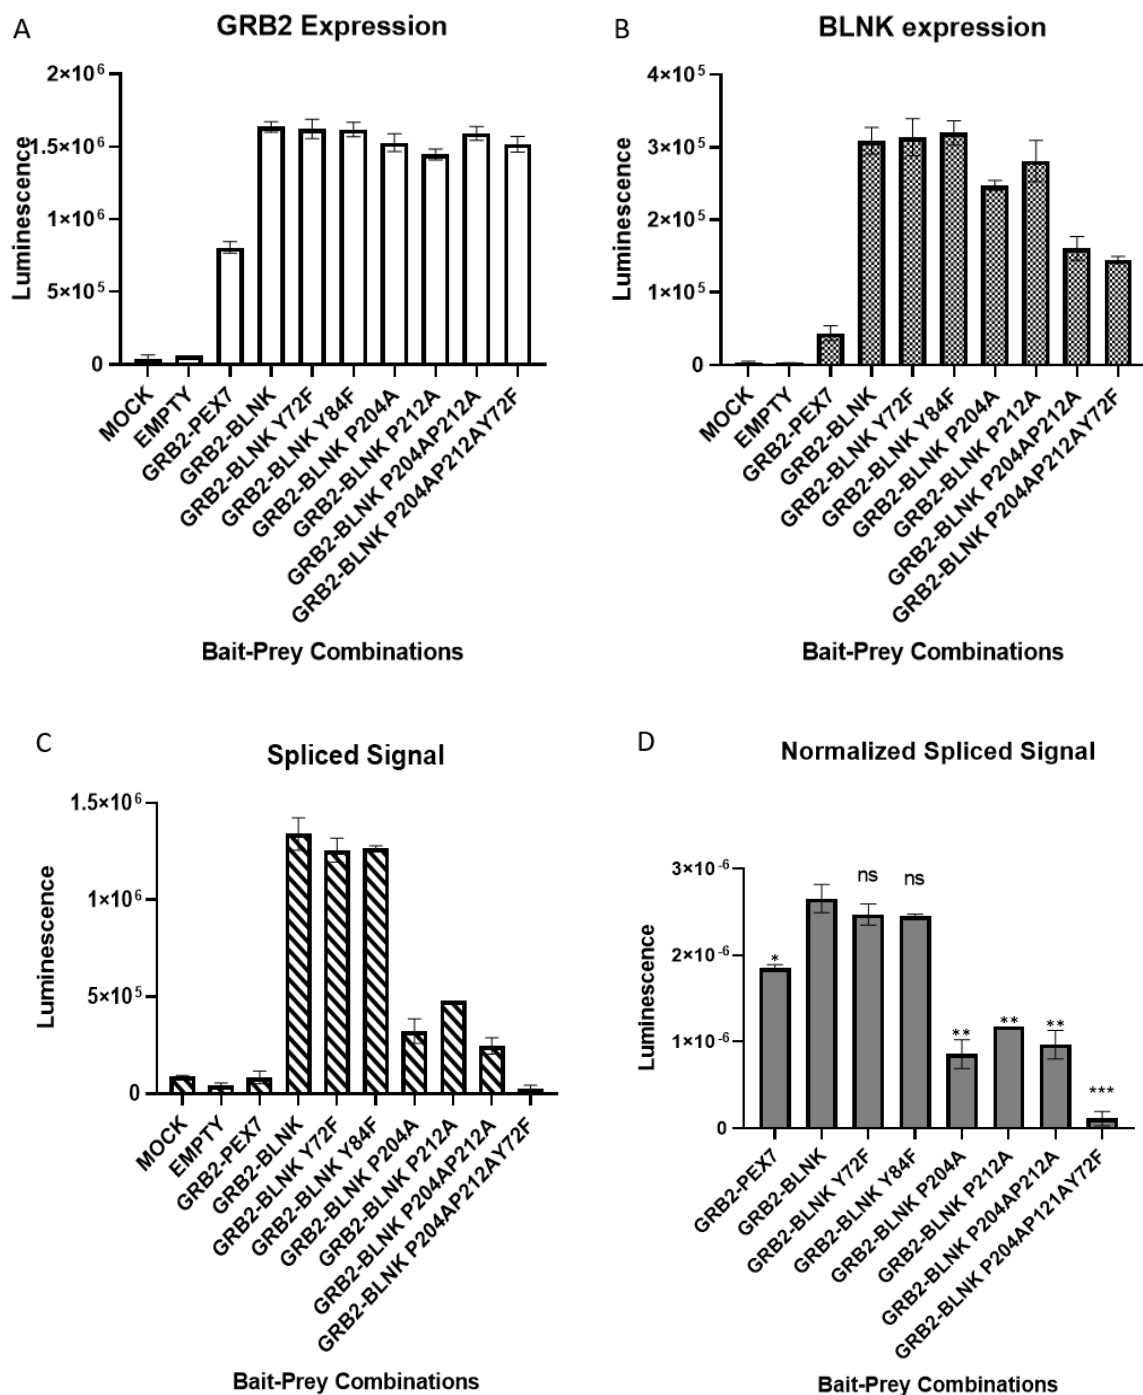 A
GRB2 Expression
2×10⁶
1.5×10⁶
1×10⁶
5×10⁵
0
Luminescence
MOCK
EMPTY
GRB2-PEX7
GRB2-BLNK
GRB2-BLNK Y72F
GRB2-BLNK Y84F
GRB2-BLNK P204A
GRB2-BLNK P212A
GRB2-BLNK P204AP212A
GRB2-BLNK P204AP212AY72F
Bait-Prey Combinations
B
BLNK expression
4×10⁵
3×10⁵
2×10⁵
1×10⁵
0
Luminescence
MOCK
EMPTY
GRB2-PEX7
GRB2-BLNK
GRB2-BLNK Y72F
GRB2-BLNK Y84F
GRB2-BLNK P204A
GRB2-BLNK P212A
GRB2-BLNK P204AP212A
GRB2-BLNK P204AP212AY72F
Bait-Prey Combinations
C
Spliced Signal
1.5×10⁶
1×10⁶
5×10⁵
0
Luminescence
MOCK
EMPTY
GRB2-PEX7
GRB2-BLNK
GRB2-BLNK Y72F
GRB2-BLNK Y84F
GRB2-BLNK P204A
GRB2-BLNK P212A
GRB2-BLNK P204AP212A
GRB2-BLNK P204AP212AY72F
Bait-Prey Combinations
D
Normalized Spliced Signal
3×10⁻⁶
2×10⁻⁶
1×10⁻⁶
0
Luminescence
*
ns
ns
**
**
**
***
GRB2-PEX7
GRB2-BLNK
GRB2-BLNK Y72F
GRB2-BLNK Y84F
GRB2-BLNK P204A
GRB2-BLNK P212A
GRB2-BLNK P204AP212A
GRB2-BLNK P204AP121AY72F
Bait-Prey Combinations